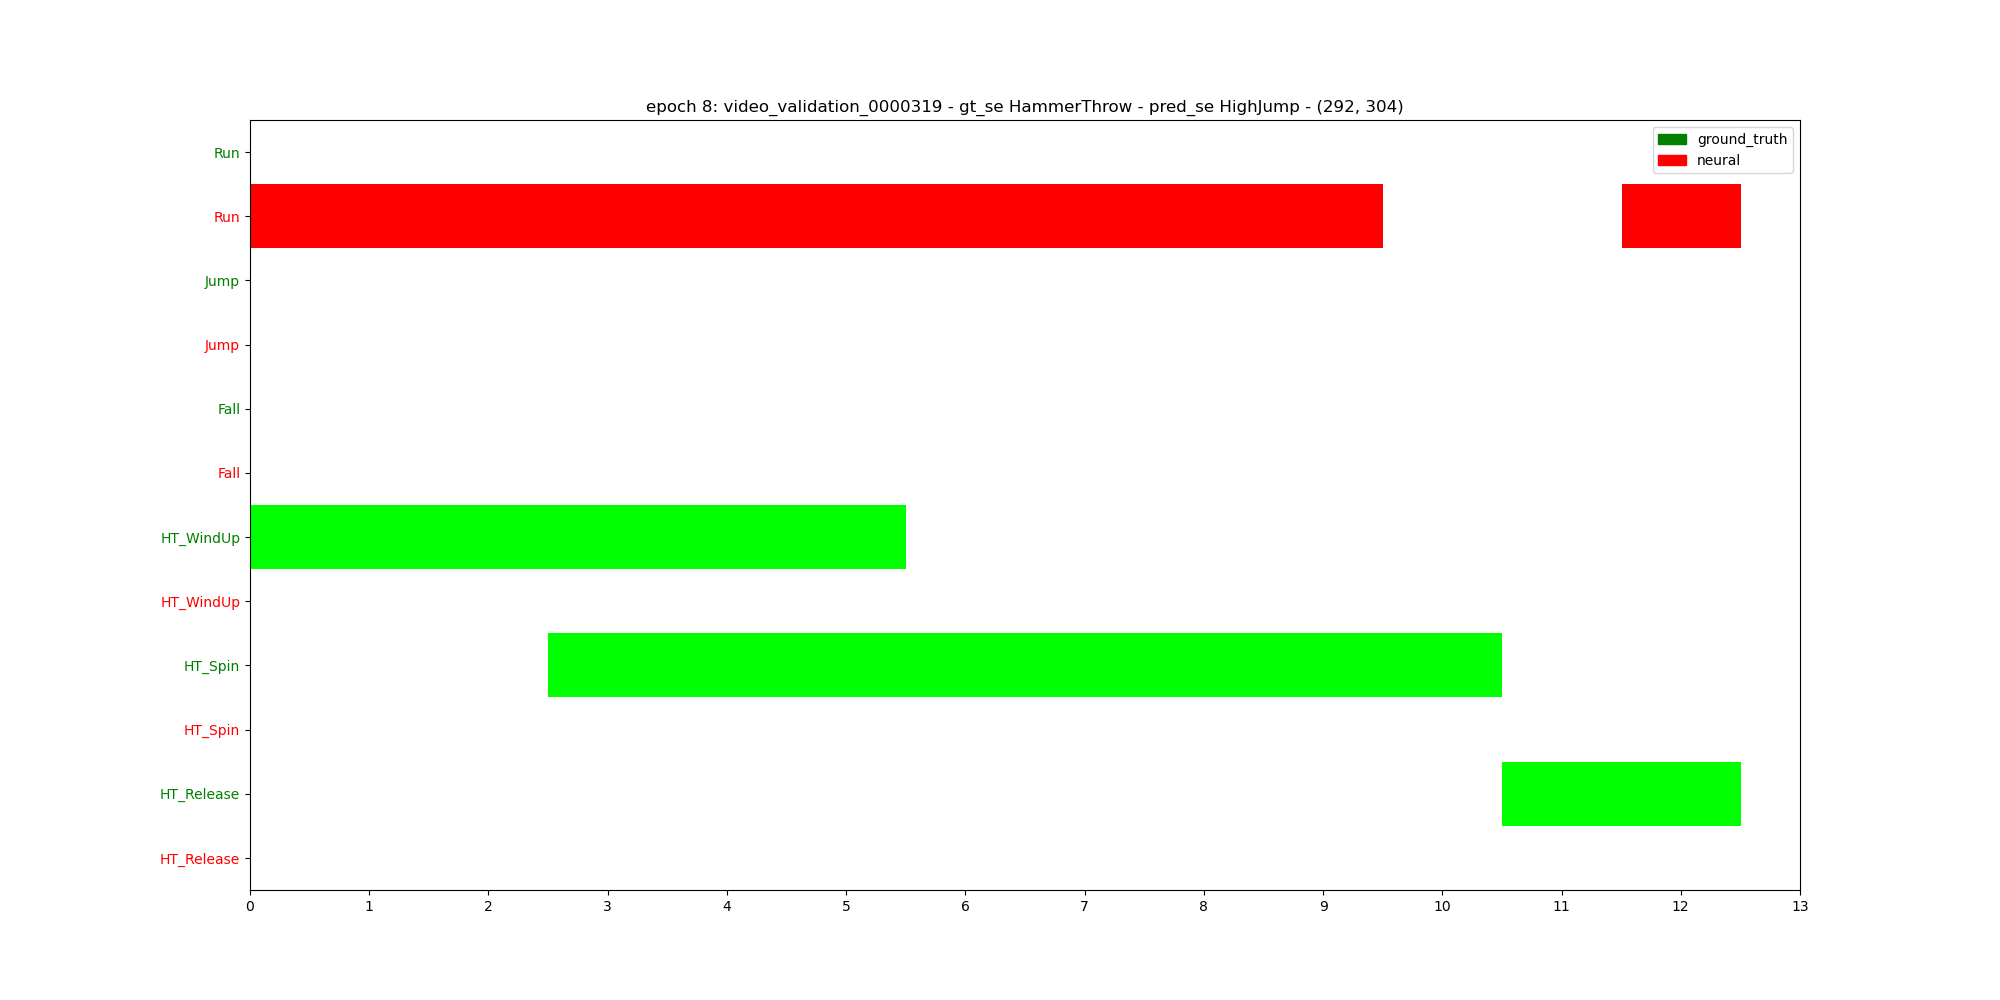 epoch 8: video_validation_0000319 - gt_se HammerThrow - pred_se HighJump - (292, 304)
ground_truth
neural
Run
Run
Jump
Jump
Fall
Fall
HT_WindUp
HT_WindUp
HT_Spin
HT_Spin
HT_Release
HT_Release
0 1 2 3 4 5 6 7 8 9 10 11 12 13